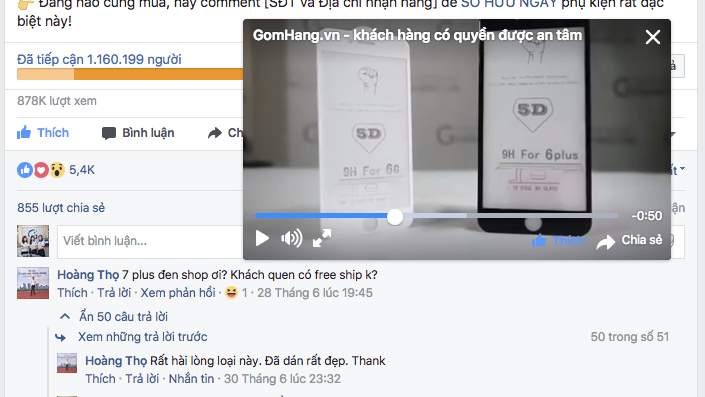 👉 Đấng nào cũng mua, hãy comment [SĐT và Địa chỉ nhận hàng] để SỞ HỮU NGAY phụ kiện rất đặc
biệt này!
Đã tiếp cận 1.160.199 người
878K lượt xem
Thích Bình luận
5,4K
855 lượt chia sẻ
Viết bình luận...
GomHang.vn - khách hàng có quyền được an tâm
5D
9H For 6G
5D
9H For 6plus
-0:50
Thích Chia sẻ
Hoàng Thọ 7 plus đen shop ơi? Khách quen có free ship k?
Thích · Trả lời · Xem phản hồi · 😆 1 · 28 Tháng 6 lúc 19:45
Ẩn 50 câu trả lời
Xem những trả lời trước 50 trong số 51
Hoàng Thọ Rất hài lòng loại này. Đã dán rất đẹp. Thank
Thích · Trả lời · Nhắn tin · 30 Tháng 6 lúc 23:32